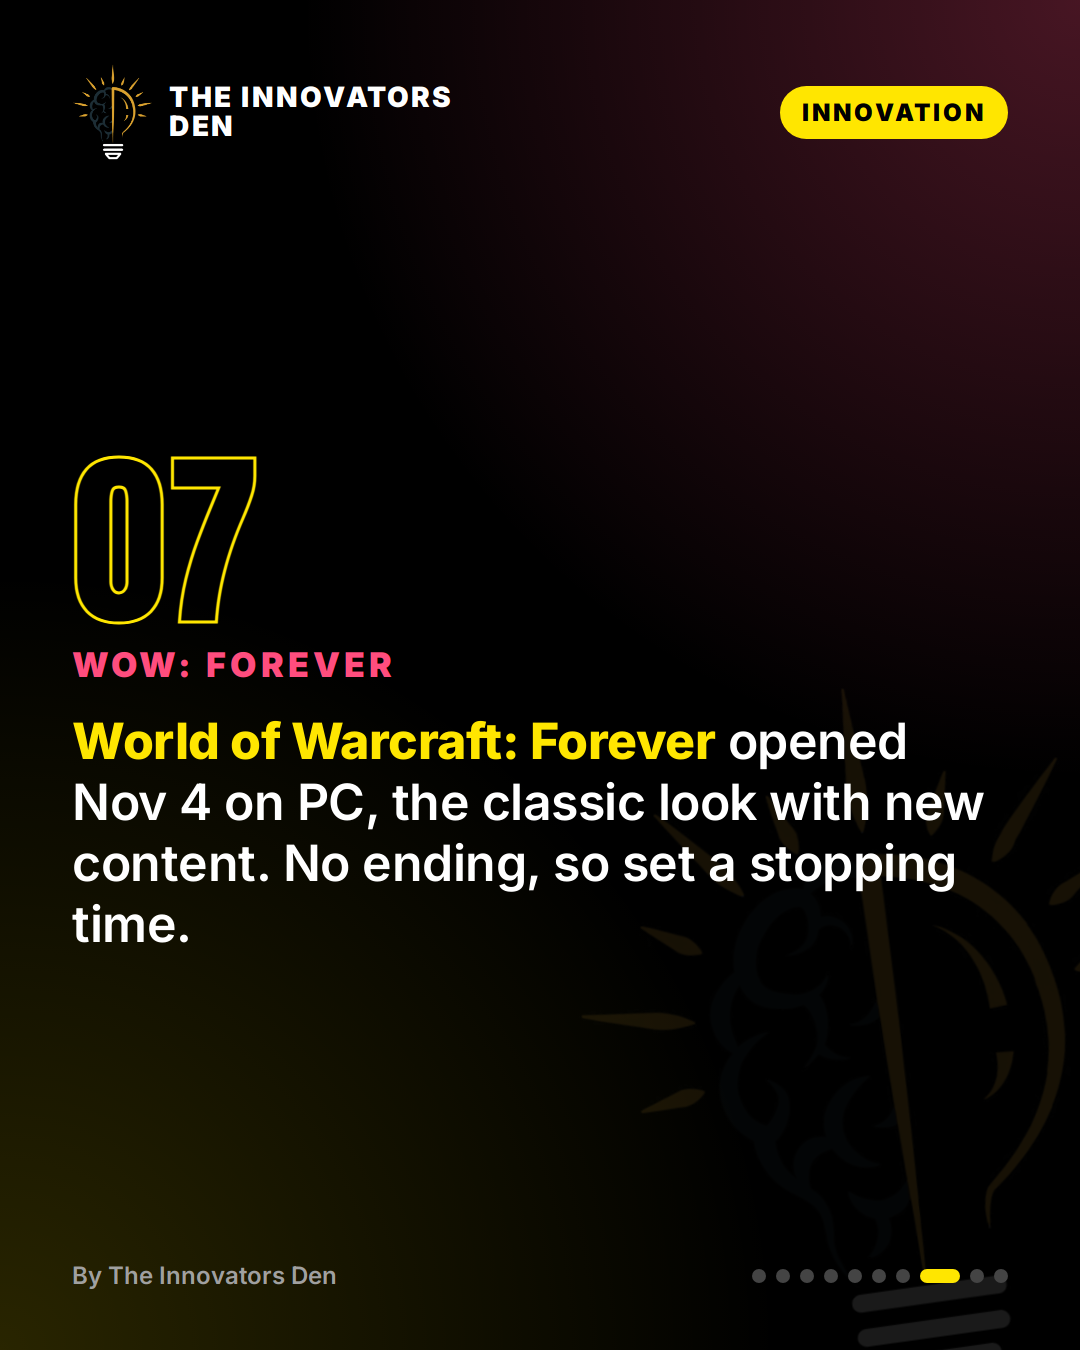 THE INNOVATORS
DEN
INNOVATION
07
WOW: FOREVER
World of Warcraft: Forever opened
Nov 4 on PC, the classic look with new
content. No ending, so set a stopping
time.
By The Innovators Den